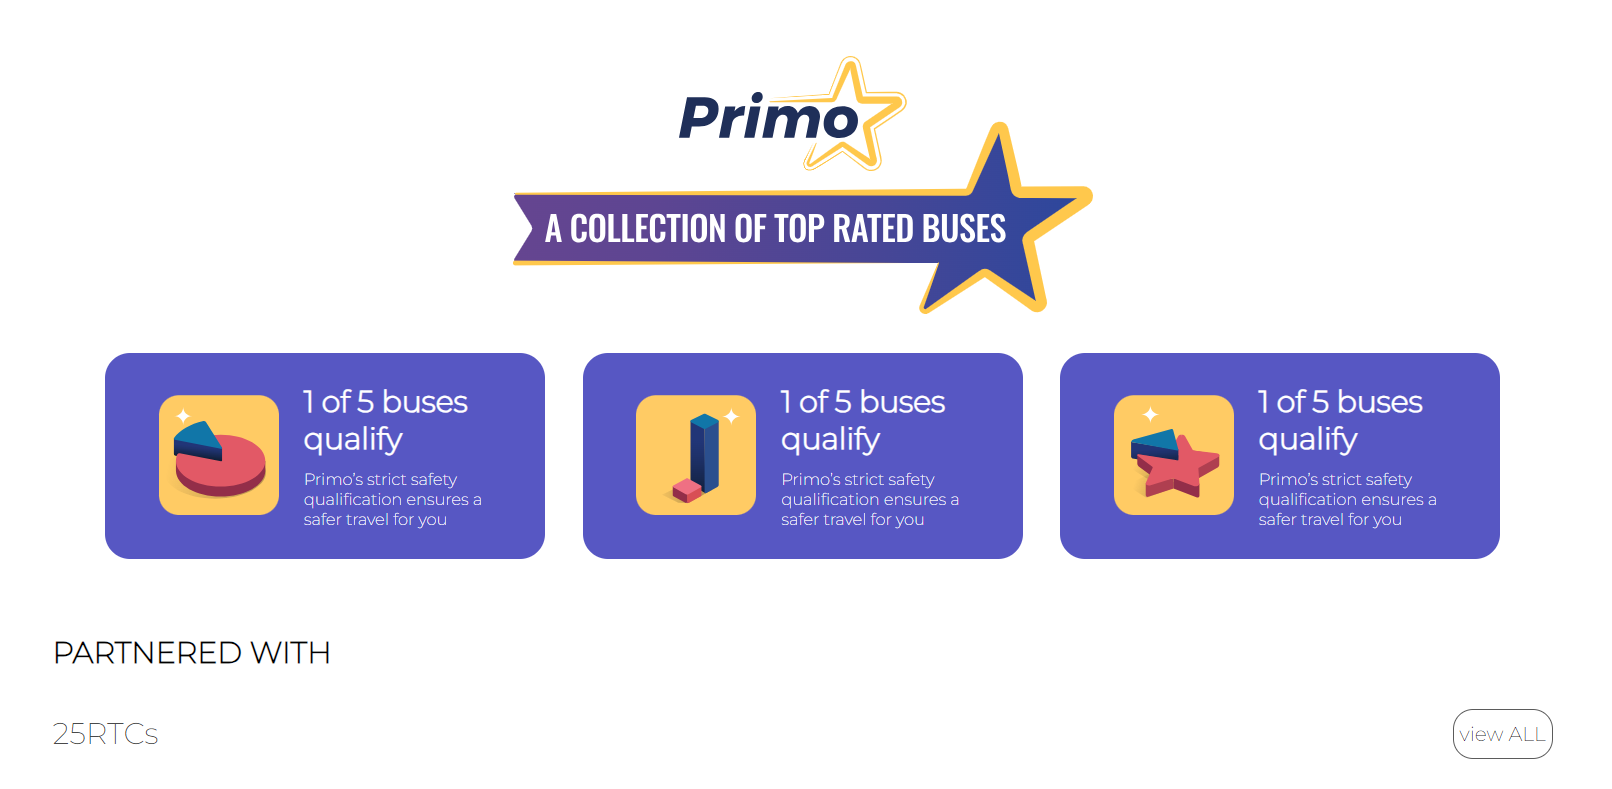 Primo
A COLLECTION OF TOP RATED BUSES
1 of 5 buses
qualify
Primo's strict safety
qualification ensures a
safer travel for you
1 of 5 buses
qualify
Primo's strict safety
qualification ensures a
safer travel for you
1 of 5 buses
qualify
Primo's strict safety
qualification ensures a
safer travel for you
PARTNERED WITH
25RTCs
view ALL